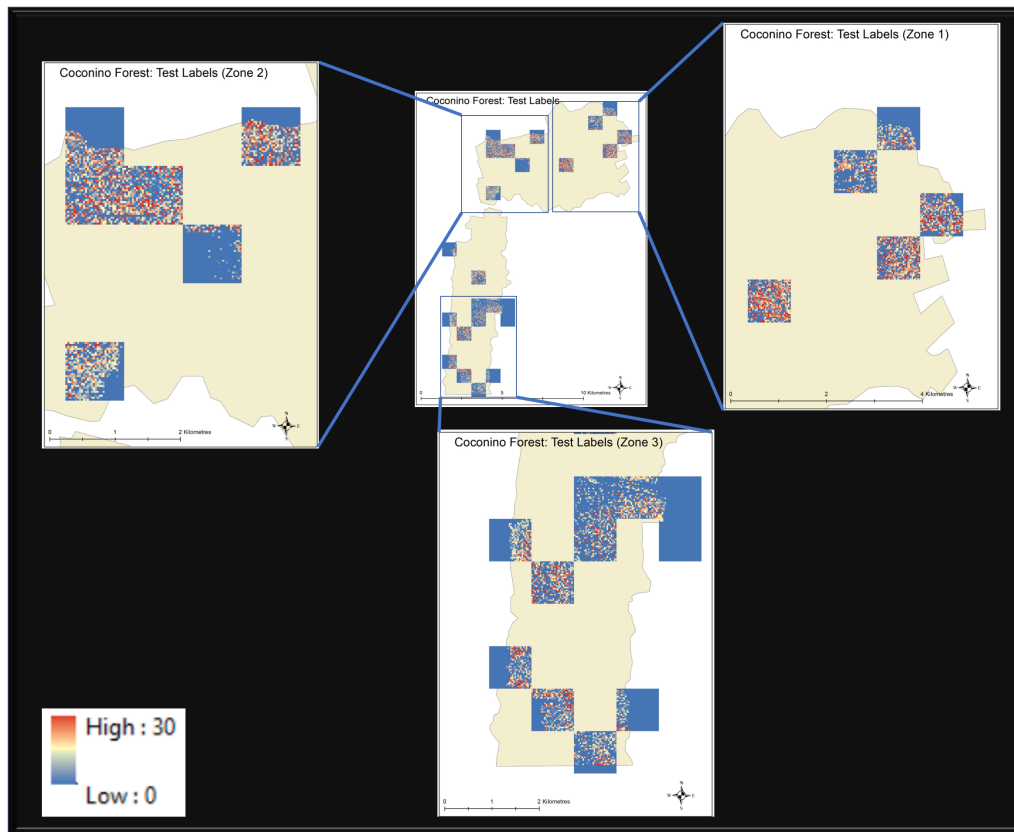 Coconino Forest: Test Labels (Zone 1)
Coconino Forest: Test Labels (Zone 2)
Coconino Forest: Test Labels
N
W E
S
0 1 2 Kilometres
N
W E
S
0 2 4 Kilometres
N
W E
S
0 5 10 Kilometres
N
W E
S
Coconino Forest: Test Labels (Zone 3)
High : 30
Low : 0
N
W E
S
0 1 2 Kilometres